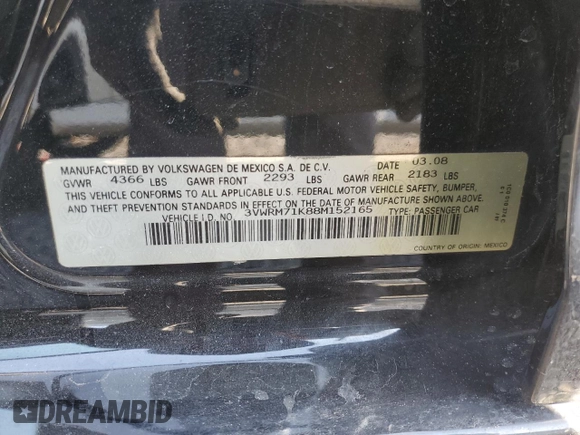 MANUFACTURED BY VOLKSWAGEN DE MEXICO S.A. DE C.V. DATE 03.08
GVWR 4366 LBS GAWR FRONT 2293 LBS GAWR REAR 2183 LBS
THIS VEHICLE CONFORMS TO ALL APPLICABLE U.S. FEDERAL MOTOR VEHICLE SAFETY, BUMPER,
AND THEFT PREVENTION STANDARDS IN EFFECT ON THE DATE OF MANUFACTURE SHOWN ABOVE.
VEHICLE I.D. NO. 3VWRM71K88M152165 TYPE: PASSENGER CAR
COUNTRY OF ORIGIN: MEXICO
DREAMBID